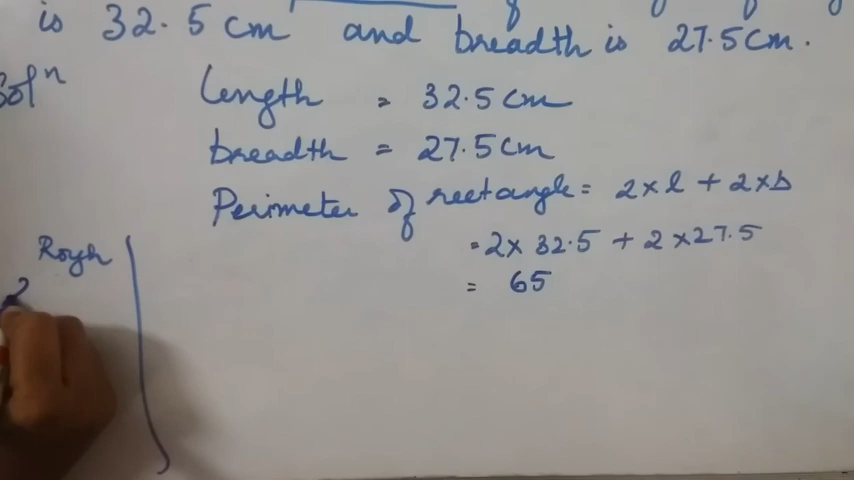 is 32.5 cm and breadth is 27.5cm.
Solⁿ Length = 32.5 cm
breadth = 27.5 cm
Perimeter of rectangle = 2 x l + 2 x b
= 2 x 32.5 + 2 x 27.5
Rough
= 65
2